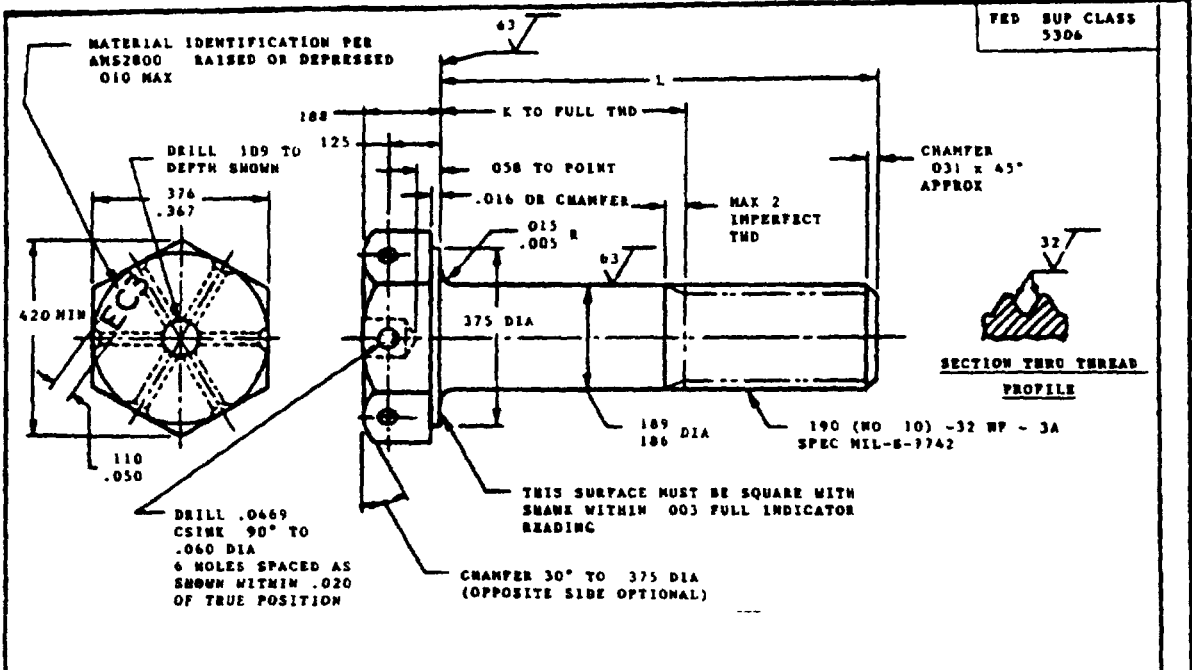 FED SUP CLASS
5306
63
MATERIAL IDENTIFICATION PER
AMS2800 RAISED OR DEPRESSED
010 MAX
L
188
K TO FULL THD
125
DRILL 109 TO
DEPTH SHOWN
058 TO POINT
CHAMFER
031 x 45°
APPROX
376
.367
.016 OR CHAMFER
MAX 2
IMPERFECT
THD
015
.005 R
63
32
420 MIN
EC3
375 DIA
SECTION THRU THREAD
PROFILE
189
186 DIA
190 (NO 10) -32 NF - 3A
SPEC MIL-S-7742
110
.050
THIS SURFACE MUST BE SQUARE WITH
SHANK WITHIN 003 FULL INDICATOR
READING
DRILL .0469
CSINK 90° TO
.060 DIA
6 HOLES SPACED AS
SHOWN WITHIN .020
OF TRUE POSITION
CHAMFER 30° TO 375 DIA
(OPPOSITE SIDE OPTIONAL)